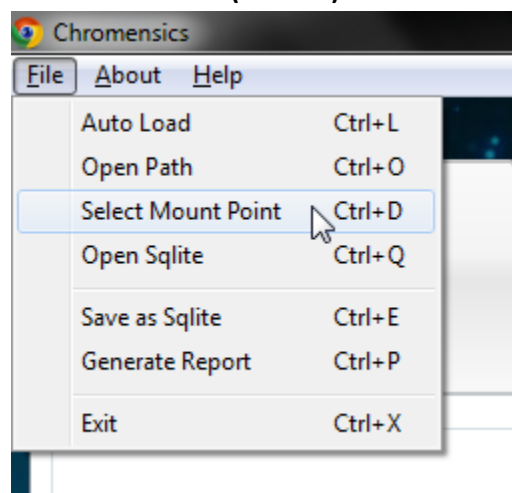 Chromensics
File About Help
Auto Load Ctrl+L
Open Path Ctrl+O
Select Mount Point Ctrl+D
Open Sqlite Ctrl+Q
Save as Sqlite Ctrl+E
Generate Report Ctrl+P
Exit Ctrl+X